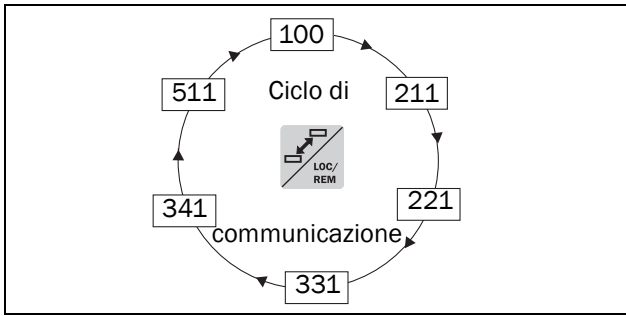 100
511
Ciclo di
211
LOC/
REM
341
221
communicazione
331